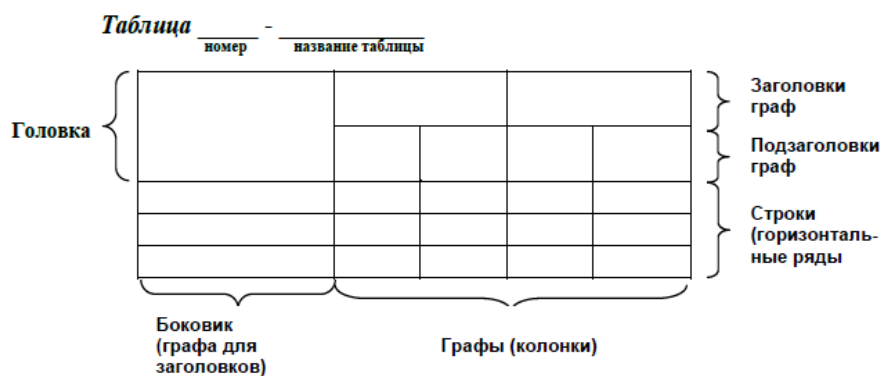 Таблица _____ - __________
номер название таблицы
Головка
Заголовки
граф
Подзаголовки
граф
Строки
(горизонталь-
ные ряды
Боковик
(графа для
заголовков)
Графы (колонки)